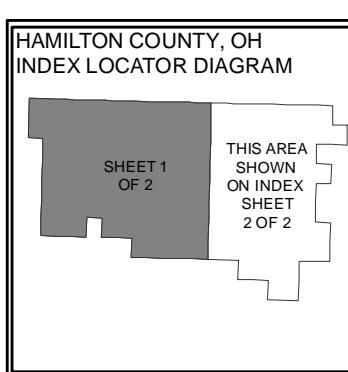 HAMILTON COUNTY, OH
INDEX LOCATOR DIAGRAM
SHEET 1
OF 2
THIS AREA
SHOWN
ON INDEX
SHEET
2 OF 2